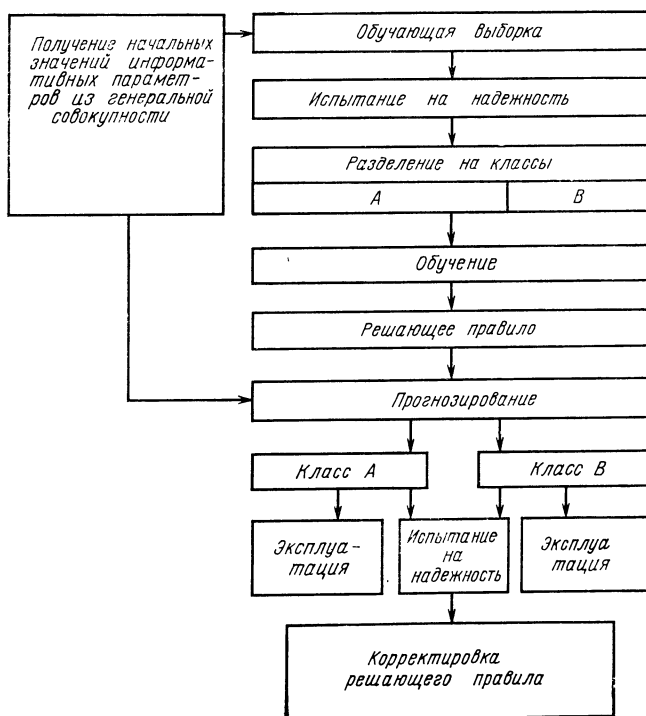 Получение начальных
значений информа-
тивных парамет-
ров из генеральной
совокупности
Обучающая выборка
Испытание на надежность
Разделение на классы
А
В
Обучение
Решающее правило
Прогнозирование
Класс А
Класс В
Эксплуа-
тация
Испытание
на
надежность
Эксплуа
тация
Корректировка
решающего правила